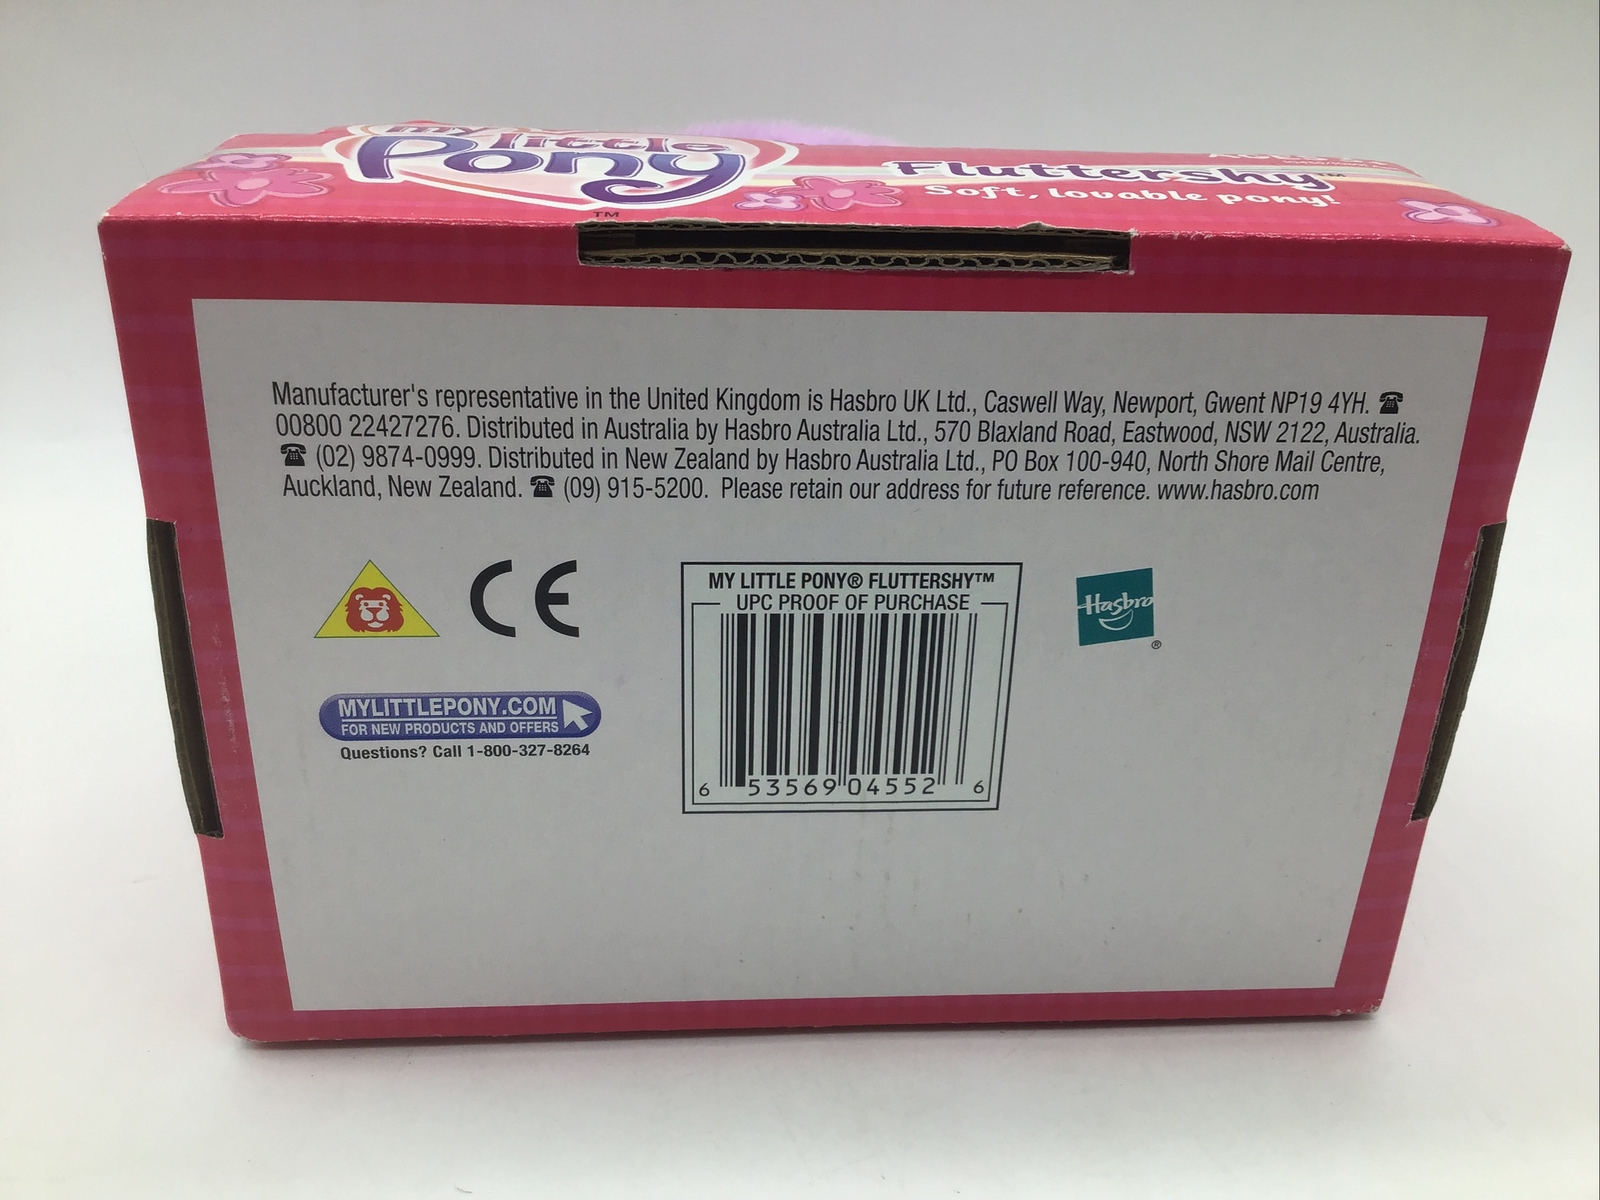 my little
Pony
TM
Fluttershy™
Soft, lovable pony!
Manufacturer's representative in the United Kingdom is Hasbro UK Ltd., Caswell Way, Newport, Gwent NP19 4YH. ☎
00800 22427276. Distributed in Australia by Hasbro Australia Ltd., 570 Blaxland Road, Eastwood, NSW 2122, Australia.
☎ (02) 9874-0999. Distributed in New Zealand by Hasbro Australia Ltd., PO Box 100-940, North Shore Mail Centre,
Auckland, New Zealand. ☎ (09) 915-5200. Please retain our address for future reference. www.hasbro.com
CE
MY LITTLE PONY® FLUTTERSHY™
UPC PROOF OF PURCHASE
6 53569 04552 6
Hasbro
®
MYLITTLEPONY.COM
FOR NEW PRODUCTS AND OFFERS
Questions? Call 1-800-327-8264